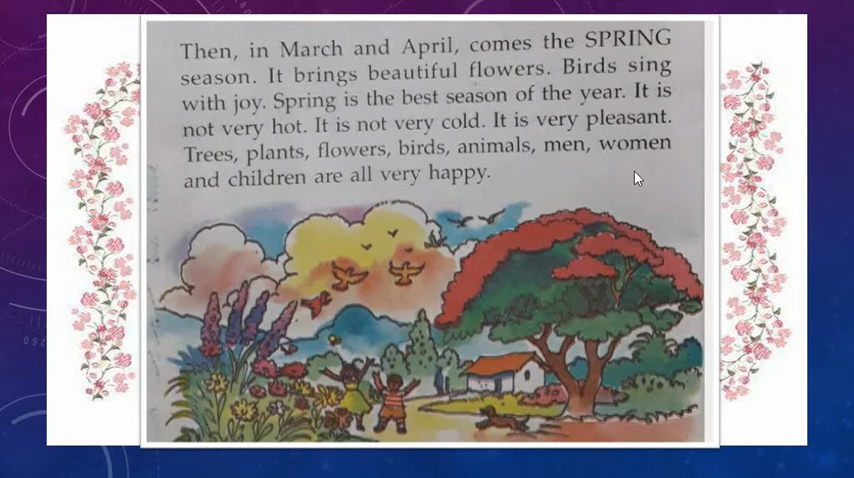 Then, in March and April, comes the SPRING
season. It brings beautiful flowers. Birds sing
with joy. Spring is the best season of the year. It is
not very hot. It is not very cold. It is very pleasant.
Trees, plants, flowers, birds, animals, men, women
and children are all very happy.